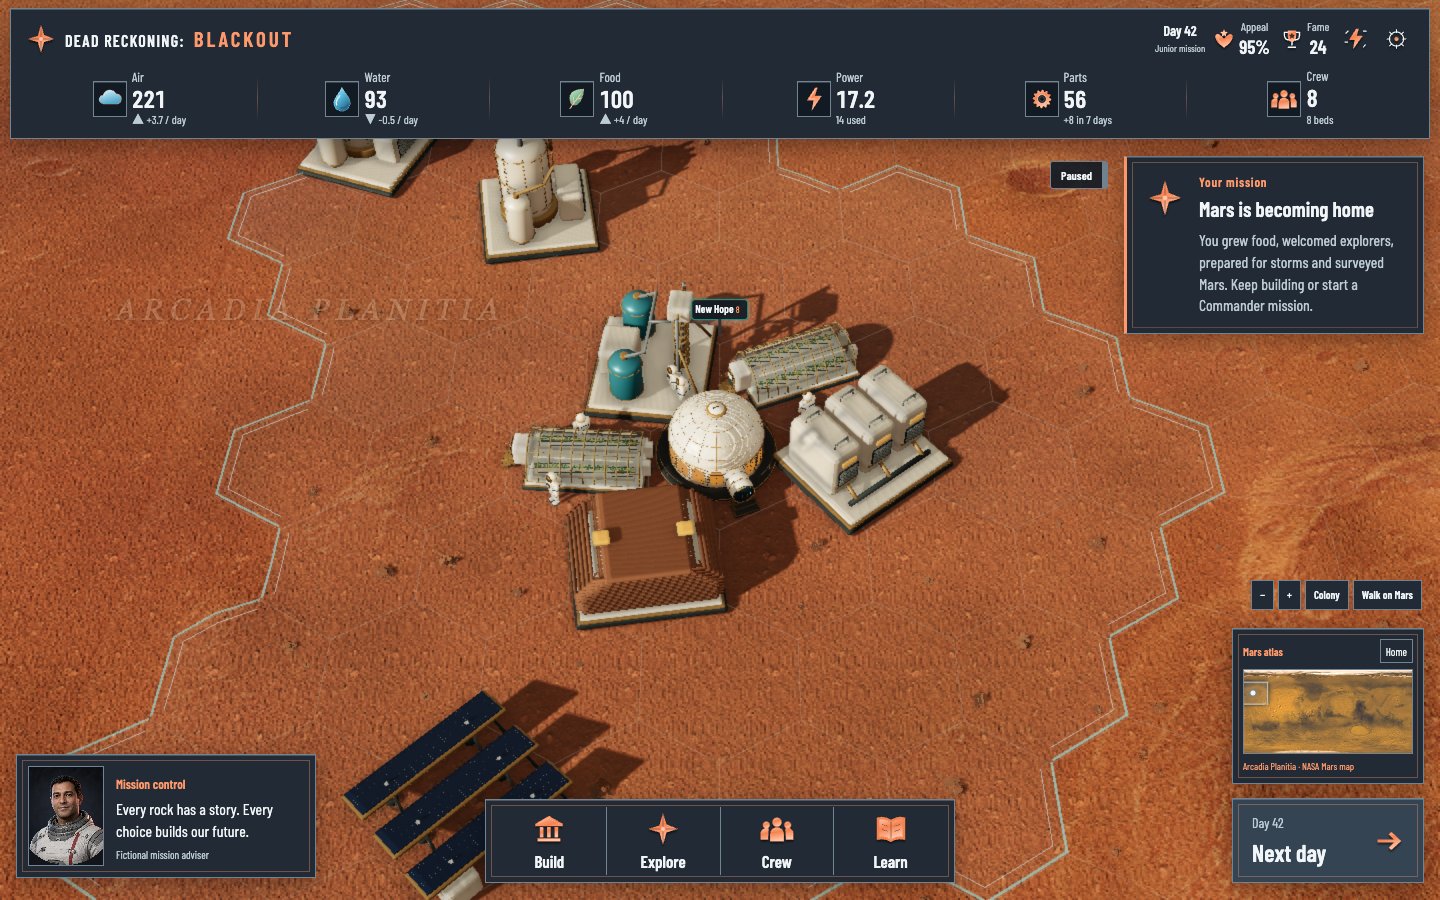 DEAD RECKONING: BLACKOUT
Day 42
Junior mission
Appeal
95%
Fame
24
Air
221
+3.7 / day
Water
93
-0.5 / day
Food
100
+4 / day
Power
17.2
14 used
Parts
56
+8 in 7 days
Crew
8
8 beds
Paused
Your mission
Mars is becoming home
You grew food, welcomed explorers,
prepared for storms and surveyed
Mars. Keep building or start a
Commander mission.
ARCADIA PLANITIA
New Hope 8
− + Colony Walk on Mars
Mars atlas Home
Arcadia Planitia · NASA Mars map
Mission control
Every rock has a story. Every
choice builds our future.
Fictional mission adviser
Build Explore Crew Learn
Day 42
Next day